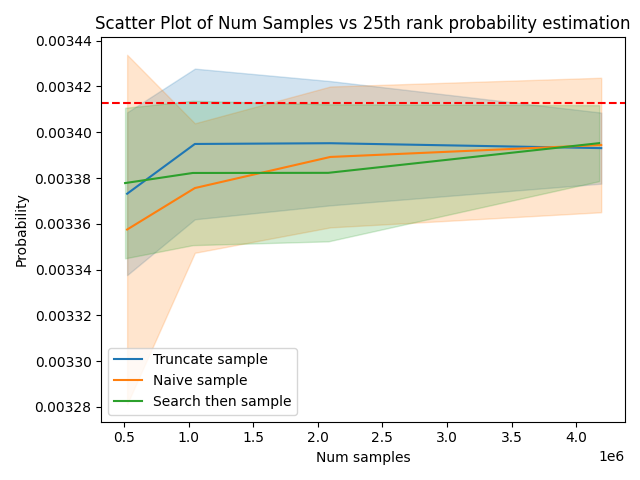 Scatter Plot of Num Samples vs 25th rank probability estimation
0.00344
0.00342
0.00340
0.00338
0.00336
0.00334
0.00332
0.00330
0.00328
Probability
Truncate sample
Naive sample
Search then sample
0.5 1.0 1.5 2.0 2.5 3.0 3.5 4.0
1e6
Num samples